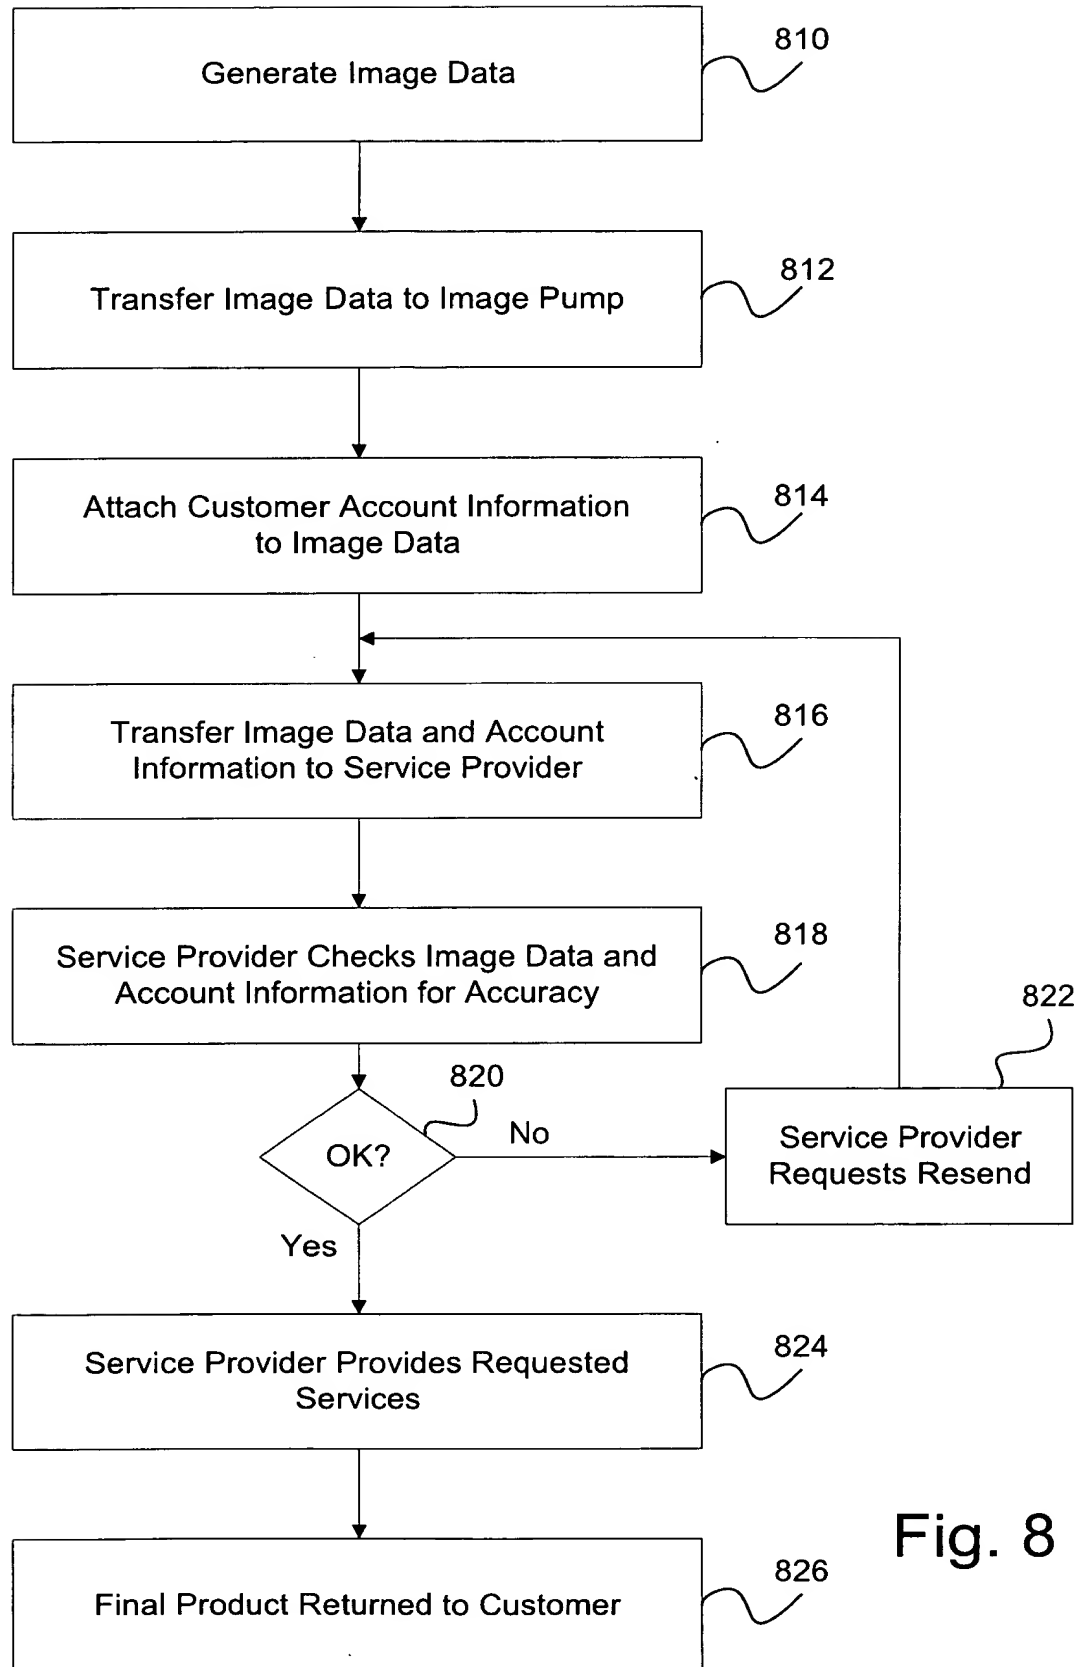 810
Generate Image Data
812
Transfer Image Data to Image Pump
814
Attach Customer Account Information
to Image Data
816
Transfer Image Data and Account
Information to Service Provider
818
Service Provider Checks Image Data and
Account Information for Accuracy
822
820
OK?
No
Service Provider
Requests Resend
Yes
824
Service Provider Provides Requested
Services
Fig. 8
826
Final Product Returned to Customer